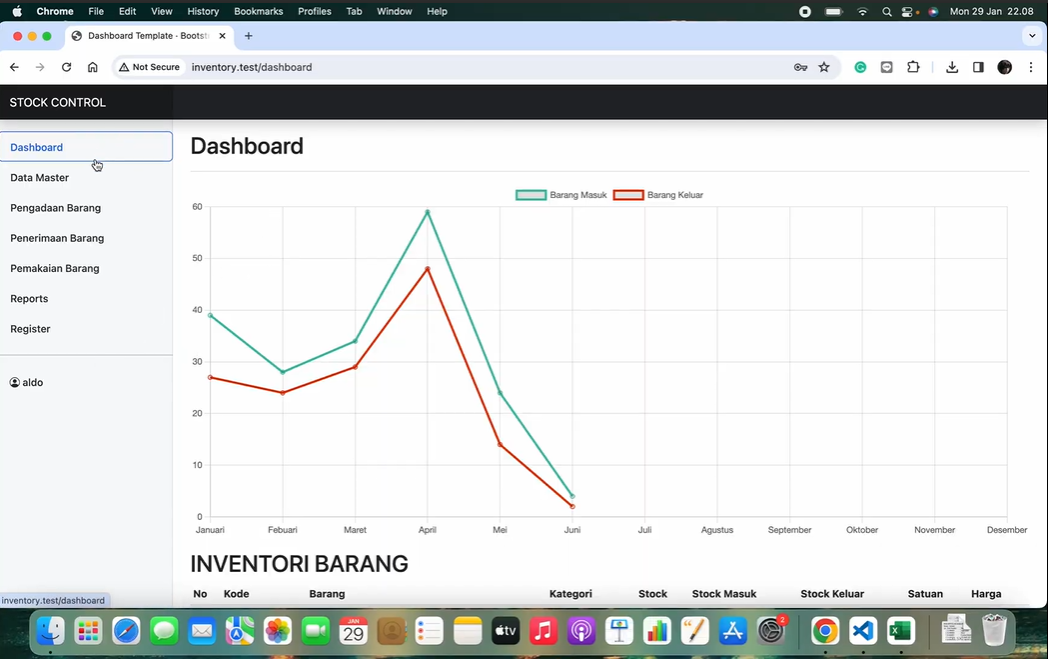 Chrome File Edit View History Bookmarks Profiles Tab Window Help Mon 29 Jan 22.08
Dashboard Template · Bootst
Not Secure inventory.test/dashboard
STOCK CONTROL
Dashboard
Data Master
Pengadaan Barang
Penerimaan Barang
Pemakaian Barang
Reports
Register
aldo
Dashboard
Barang Masuk Barang Keluar
60
50
40
30
20
10
0
Januari Febuari Maret April Mei Juni Juli Agustus September Oktober November Desember
INVENTORI BARANG
No Kode Barang Kategori Stock Stock Masuk Stock Keluar Satuan Harga
inventory.test/dashboard
JAN
29
tv
2